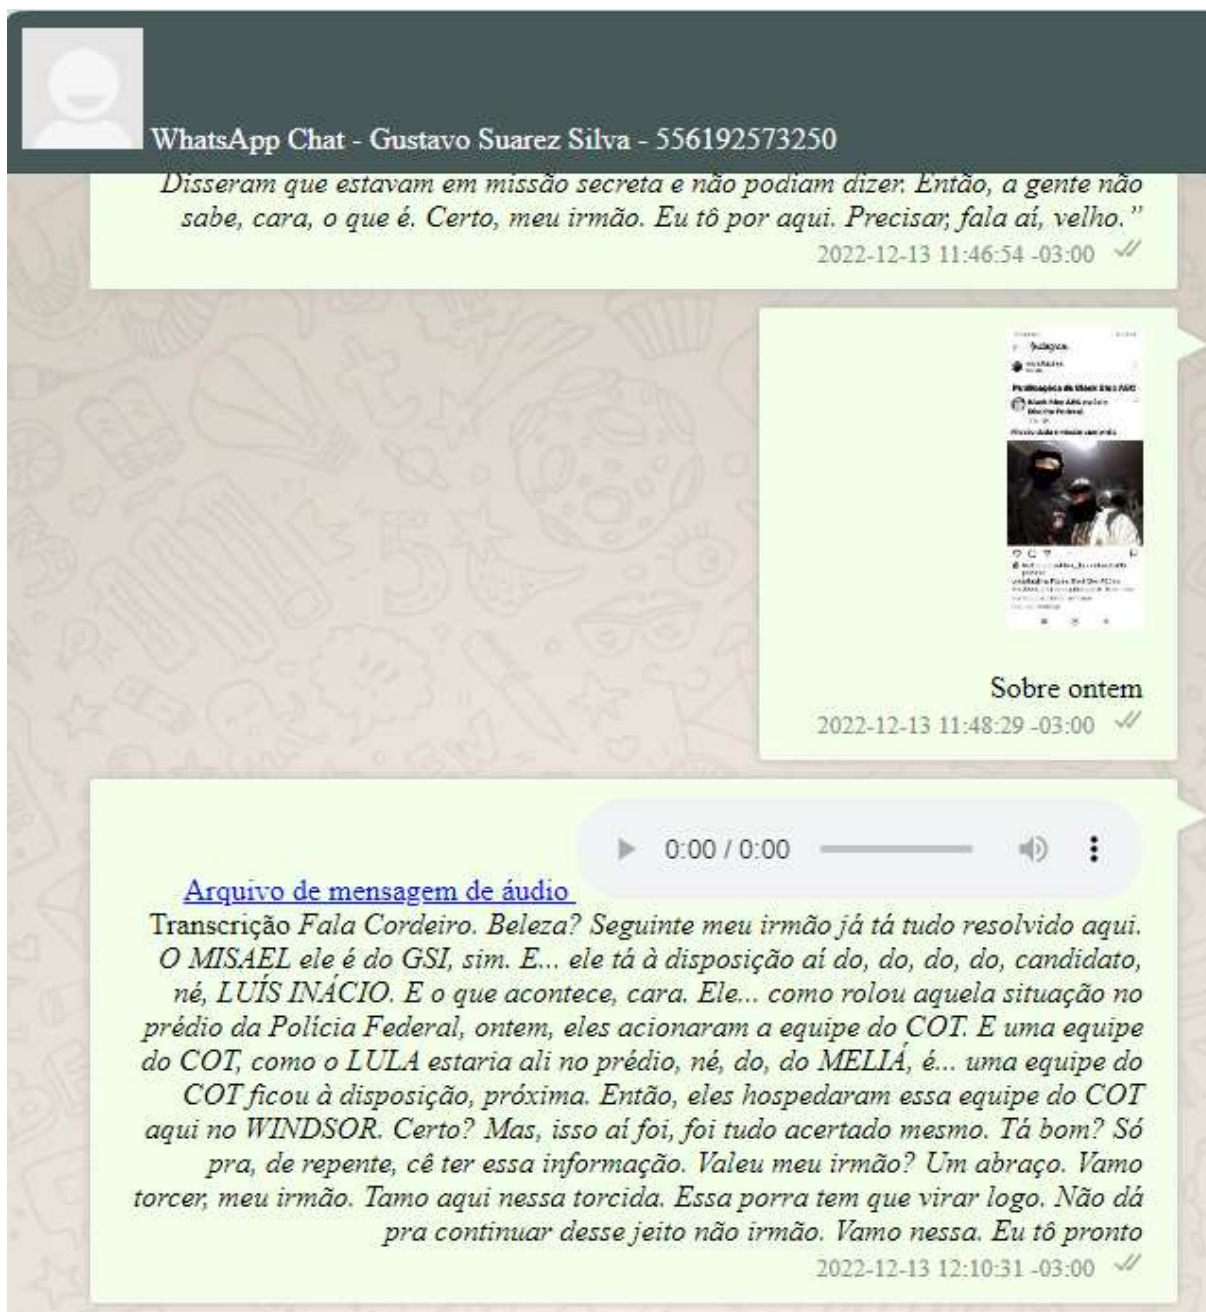 WhatsApp Chat - Gustavo Suarez Silva - 556192573250
Disseram que estavam em missão secreta e não podiam dizer. Então, a gente não
sabe, cara, o que é. Certo, meu irmão. Eu tô por aqui. Precisar, fala aí, velho.”
2022-12-13 11:46:54 -03:00
Instagram
Black Bloc ABC
Sobre ontem
2022-12-13 11:48:29 -03:00
0:00 / 0:00
Arquivo de mensagem de áudio
Transcrição Fala Cordeiro. Beleza? Seguinte meu irmão já tá tudo resolvido aqui.
O MISAEL ele é do GSI, sim. E... ele tá à disposição aí do, do, do, do, candidato,
né, LUÍS INÁCIO. E o que acontece, cara. Ele... como rolou aquela situação no
prédio da Polícia Federal, ontem, eles acionaram a equipe do COT. E uma equipe
do COT, como o LULA estaria ali no prédio, né, do, do MELIÁ, é... uma equipe do
COT ficou à disposição, próxima. Então, eles hospedaram essa equipe do COT
aqui no WINDSOR. Certo? Mas, isso aí foi, foi tudo acertado mesmo. Tá bom? Só
pra, de repente, cê ter essa informação. Valeu meu irmão? Um abraço. Vamo
torcer, meu irmão. Tamo aqui nessa torcida. Essa porra tem que virar logo. Não dá
pra continuar desse jeito não irmão. Vamo nessa. Eu tô pronto
2022-12-13 12:10:31 -03:00